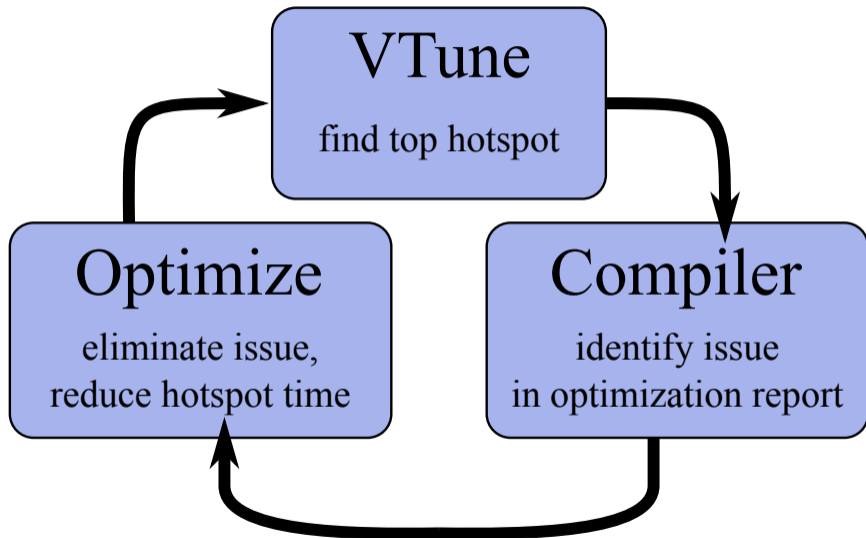 VTune
find top hotspot
Optimize
eliminate issue,
reduce hotspot time
Compiler
identify issue
in optimization report